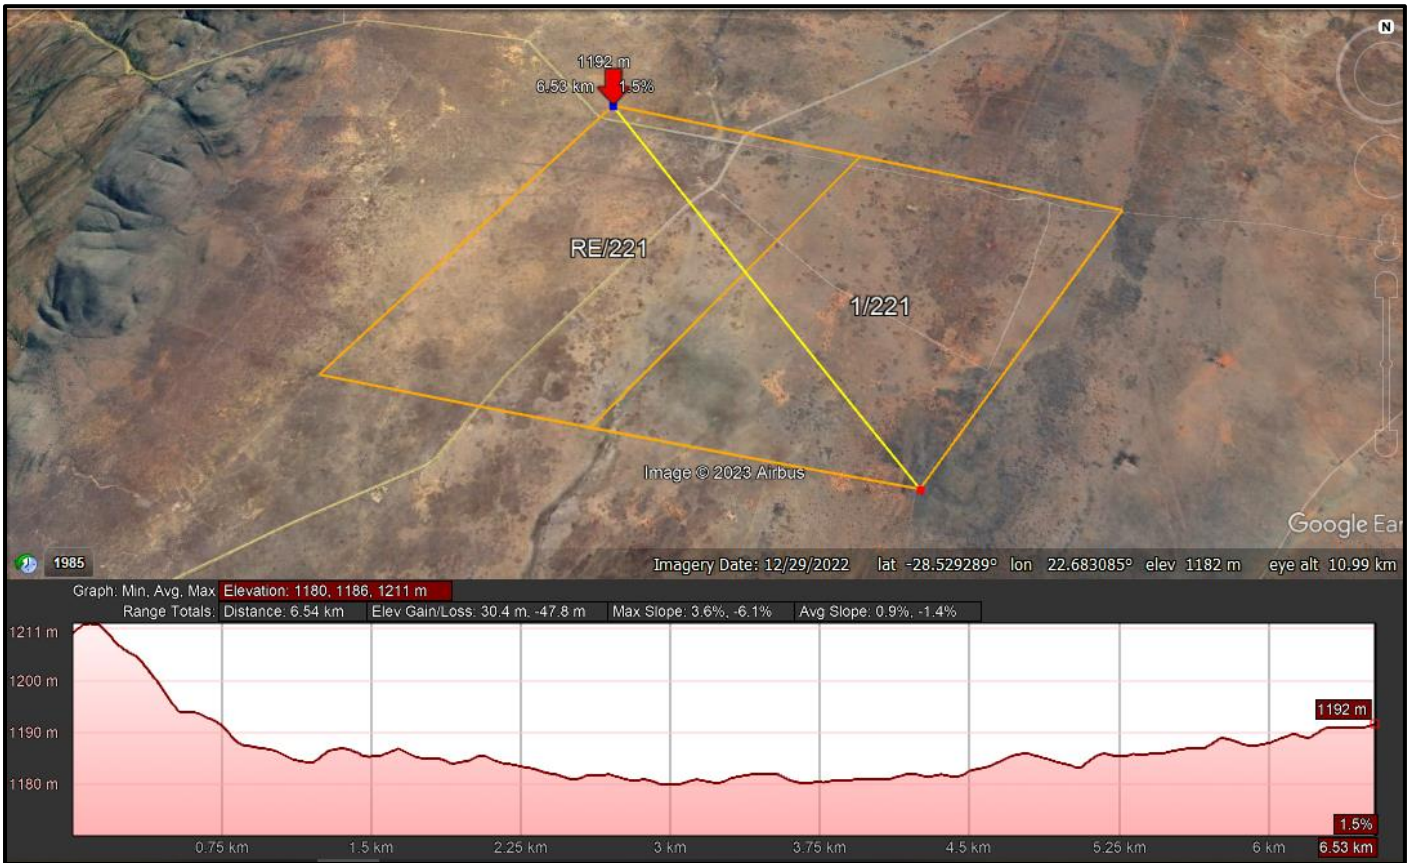 N
1192 m
6.53 km 1.5%
RE/221
1/221
Image © 2023 Airbus
Google Ear
1985
Imagery Date: 12/29/2022 lat -28.529289° lon 22.683085° elev 1182 m eye alt 10.99 km
Graph: Min, Avg, Max Elevation: 1180, 1186, 1211 m
Range Totals: Distance: 6.54 km Elev Gain/Loss: 30.4 m, -47.8 m Max Slope: 3.6%, -6.1% Avg Slope: 0.9%, -1.4%
1211 m
1200 m
1192 m
1190 m
1180 m
1.5%
0.75 km 1.5 km 2.25 km 3 km 3.75 km 4.5 km 5.25 km 6 km 6.53 km